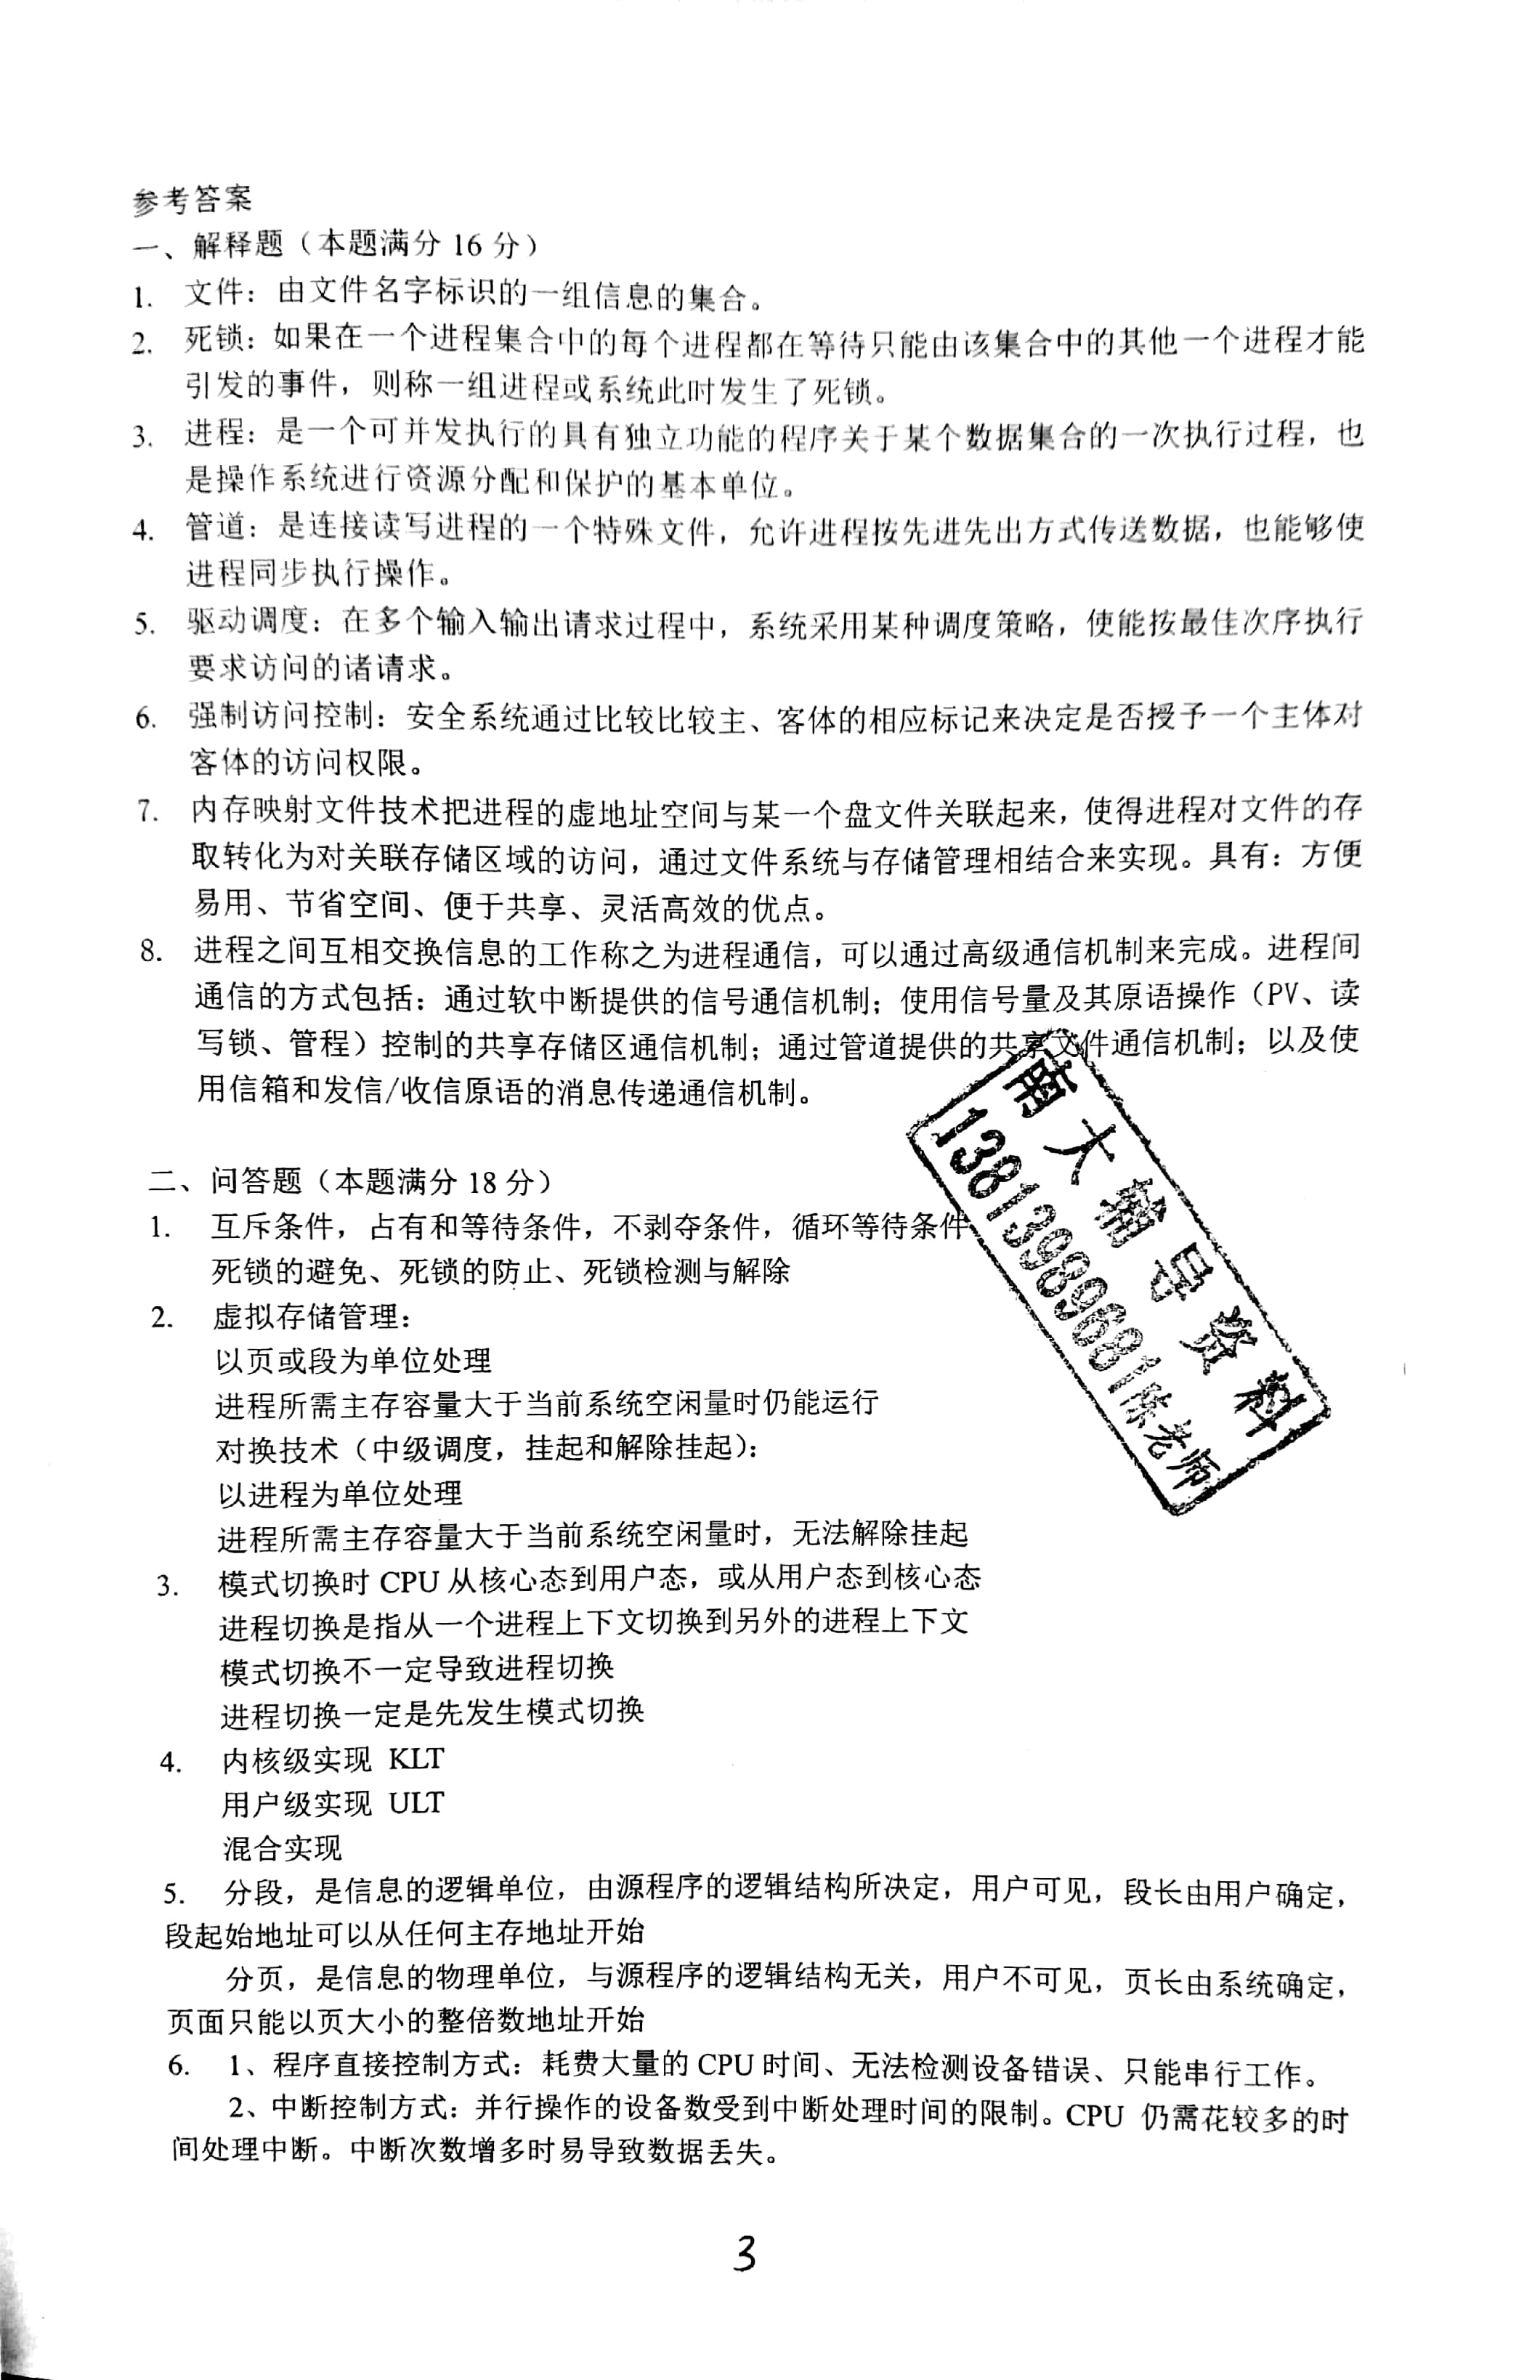 参考答案
一、解释题（本题满分 16 分）
1. 文件：由文件名字标识的一组信息的集合。
2. 死锁：如果在一个进程集合中的每个进程都在等待只能由该集合中的其他一个进程才能
引发的事件，则称一组进程或系统此时发生了死锁。
3. 进程：是一个可并发执行的具有独立功能的程序关于某个数据集合的一次执行过程，也
是操作系统进行资源分配和保护的基本单位。
4. 管道：是连接读写进程的一个特殊文件，允许进程按先进先出方式传送数据，也能够使
进程同步执行操作。
5. 驱动调度：在多个输入输出请求过程中，系统采用某种调度策略，使能按最佳次序执行
要求访问的诸请求。
6. 强制访问控制：安全系统通过比较比较主、客体的相应标记来决定是否授予一个主体对
客体的访问权限。
7. 内存映射文件技术把进程的虚地址空间与某一个盘文件关联起来，使得进程对文件的存
取转化为对关联存储区域的访问，通过文件系统与存储管理相结合来实现。具有：方便
易用、节省空间、便于共享、灵活高效的优点。
8. 进程之间互相交换信息的工作称之为进程通信，可以通过高级通信机制来完成。进程间
通信的方式包括：通过软中断提供的信号通信机制；使用信号量及其原语操作（PV、读
写锁、管程）控制的共享存储区通信机制；通过管道提供的共享文件通信机制；以及使
用信箱和发信/收信原语的消息传递通信机制。
南大辅导资料
13813989681陈老师
二、问答题（本题满分 18 分）
1. 互斥条件，占有和等待条件，不剥夺条件，循环等待条件
死锁的避免、死锁的防止、死锁检测与解除
2. 虚拟存储管理：
以页或段为单位处理
进程所需主存容量大于当前系统空闲量时仍能运行
对换技术（中级调度，挂起和解除挂起）：
以进程为单位处理
进程所需主存容量大于当前系统空闲量时，无法解除挂起
3. 模式切换时 CPU 从核心态到用户态，或从用户态到核心态
进程切换是指从一个进程上下文切换到另外的进程上下文
模式切换不一定导致进程切换
进程切换一定是先发生模式切换
4. 内核级实现 KLT
用户级实现 ULT
混合实现
5. 分段，是信息的逻辑单位，由源程序的逻辑结构所决定，用户可见，段长由用户确定，
段起始地址可以从任何主存地址开始
分页，是信息的物理单位，与源程序的逻辑结构无关，用户不可见，页长由系统确定，
页面只能以页大小的整倍数地址开始
6. 1、程序直接控制方式：耗费大量的 CPU 时间、无法检测设备错误、只能串行工作。
2、中断控制方式：并行操作的设备数受到中断处理时间的限制。CPU 仍需花较多的时
间处理中断。中断次数增多时易导致数据丢失。
3